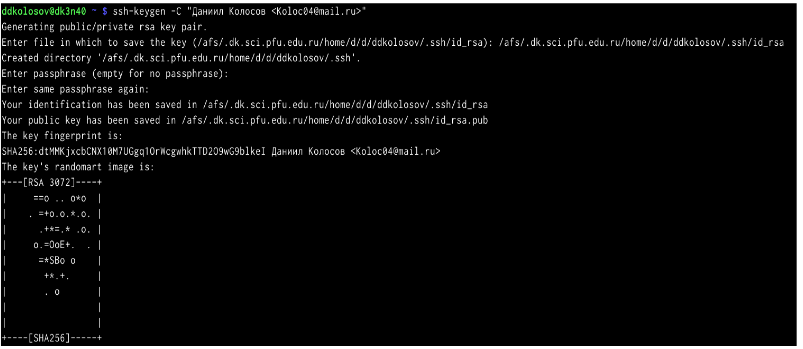 ddkolosov@dk3n40 ~ $ ssh-keygen -C "Даниил Колосов <Koloc04@mail.ru>"
Generating public/private rsa key pair.
Enter file in which to save the key (/afs/.dk.sci.pfu.edu.ru/home/d/d/ddkolosov/.ssh/id_rsa): /afs/.dk.sci.pfu.edu.ru/home/d/d/ddkolosov/.ssh/id_rsa
Created directory '/afs/.dk.sci.pfu.edu.ru/home/d/d/ddkolosov/.ssh'.
Enter passphrase (empty for no passphrase):
Enter same passphrase again:
Your identification has been saved in /afs/.dk.sci.pfu.edu.ru/home/d/d/ddkolosov/.ssh/id_rsa
Your public key has been saved in /afs/.dk.sci.pfu.edu.ru/home/d/d/ddkolosov/.ssh/id_rsa.pub
The key fingerprint is:
SHA256:dtMMKjxcbCNX10M7UGgq1OrWcgwhkTTD2O9wG9blkeI Даниил Колосов <Koloc04@mail.ru>
The key's randomart image is:
+---[RSA 3072]----+
|    ==o .. o*o   |
|   . =+o.o.*.o.  |
|     .+*=.* .o.  |
|    o.=OoE+.  .  |
|     =*SBo o     |
|      +*.+.      |
|      . o        |
|                 |
|                 |
+----[SHA256]-----+